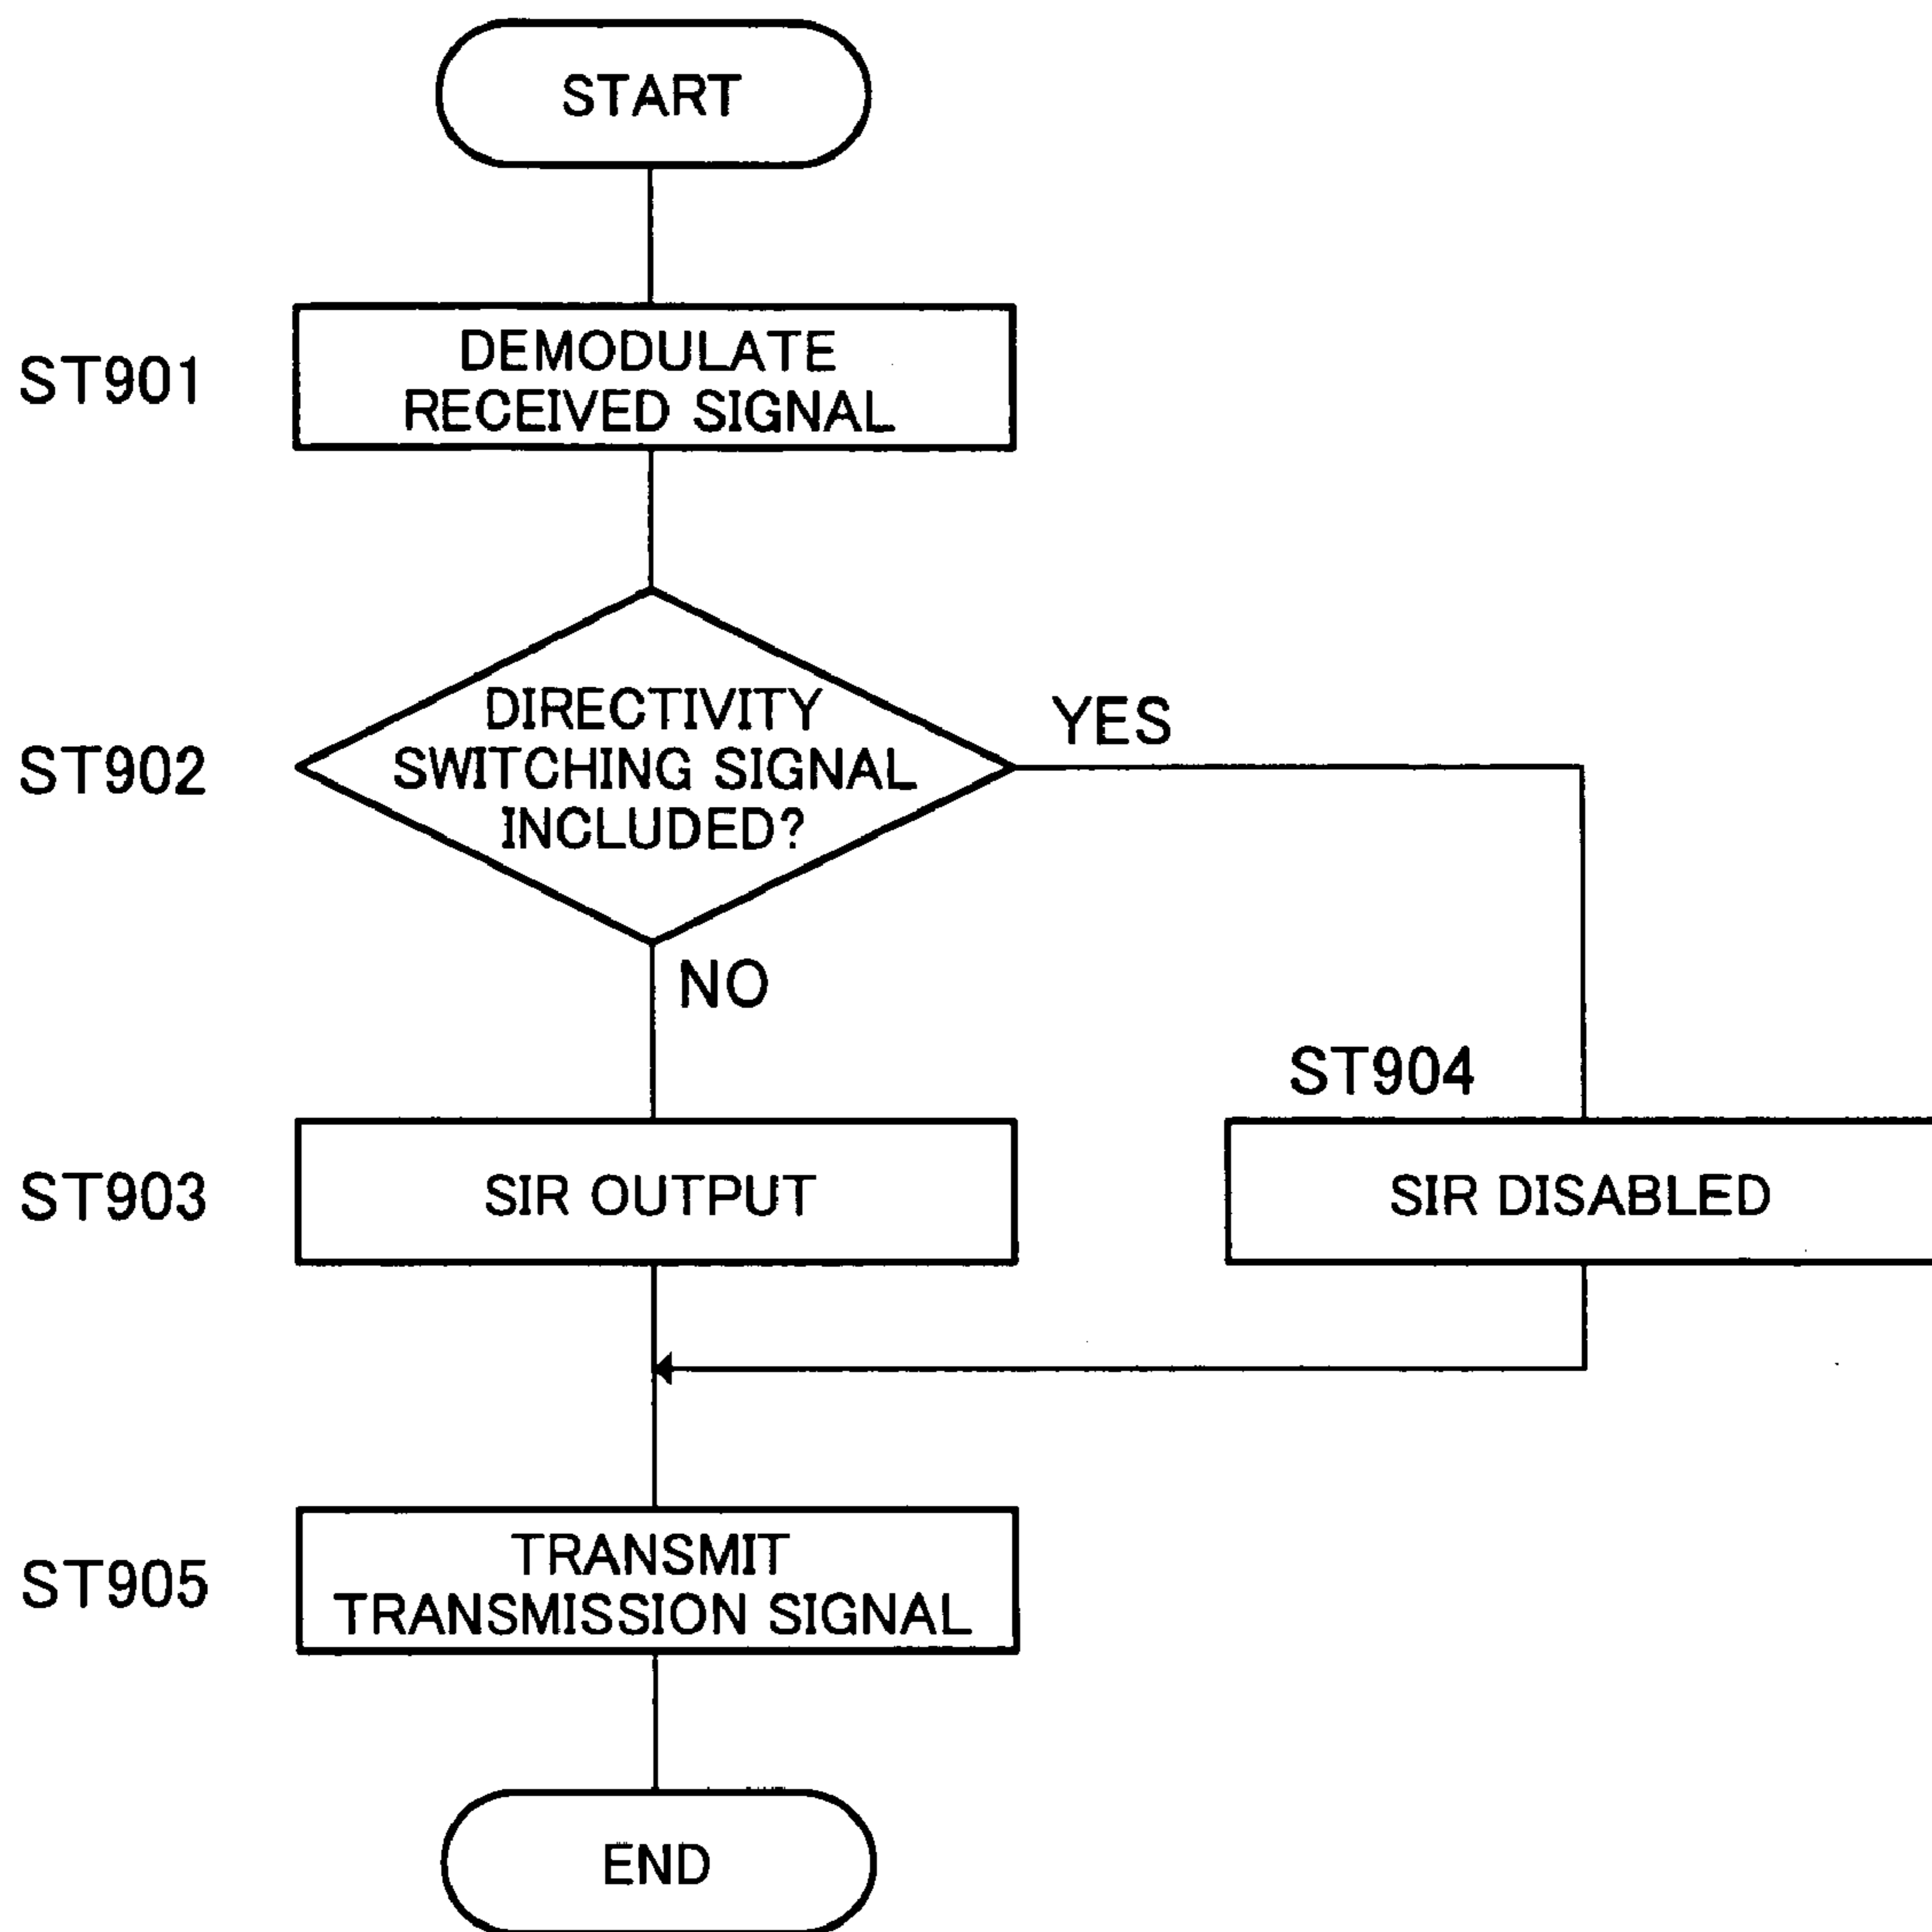 START
ST901
DEMODULATE
RECEIVED SIGNAL
ST902
DIRECTIVITY
SWITCHING SIGNAL
INCLUDED?
YES
NO
ST904
ST903
SIR OUTPUT
SIR DISABLED
ST905
TRANSMIT
TRANSMISSION SIGNAL
END